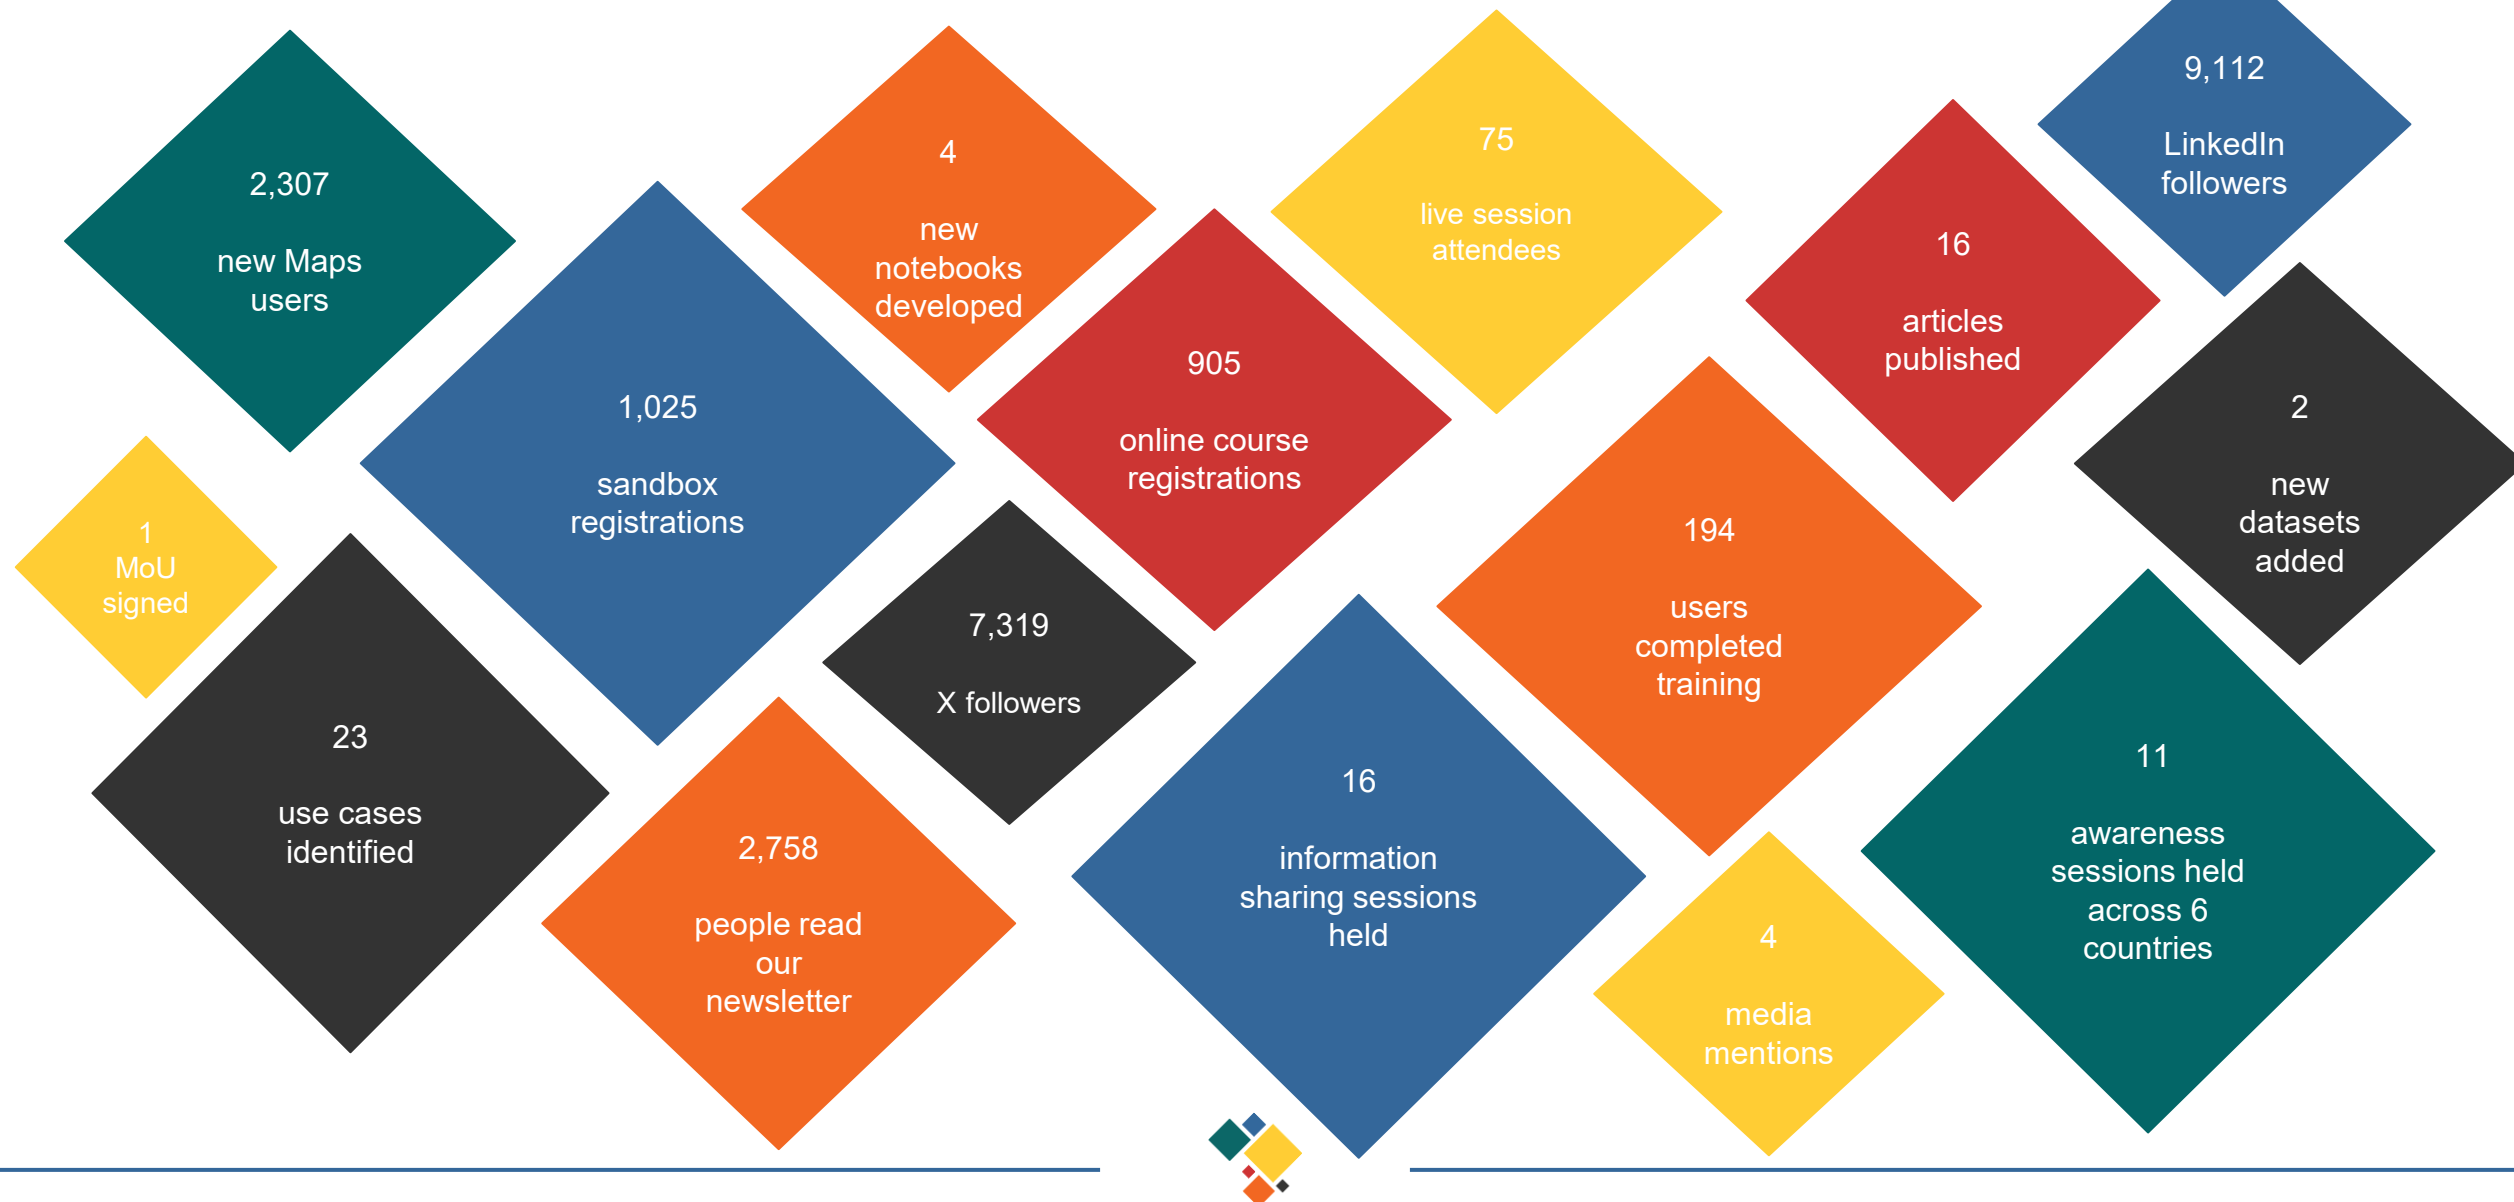 2,307
new Maps
users
4
new
notebooks
developed
75
live session
attendees
9,112
LinkedIn
followers
16
articles
published
1,025
sandbox
registrations
905
online course
registrations
2
new
datasets
added
1
MoU
signed
194
users
completed
training
7,319
X followers
23
use cases
identified
2,758
people read
our
newsletter
16
information
sharing sessions
held
11
awareness
sessions held
across 6
countries
4
media
mentions